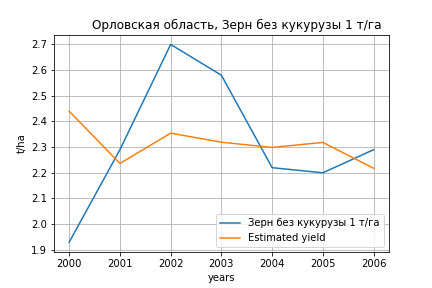 Орловская область, Зерн без кукурузы 1 т/га
2.7
2.6
2.5
2.4
2.3
2.2
2.1
2.0
1.9
t/ha
Зерн без кукурузы 1 т/га
Estimated yield
2000 2001 2002 2003 2004 2005 2006
years